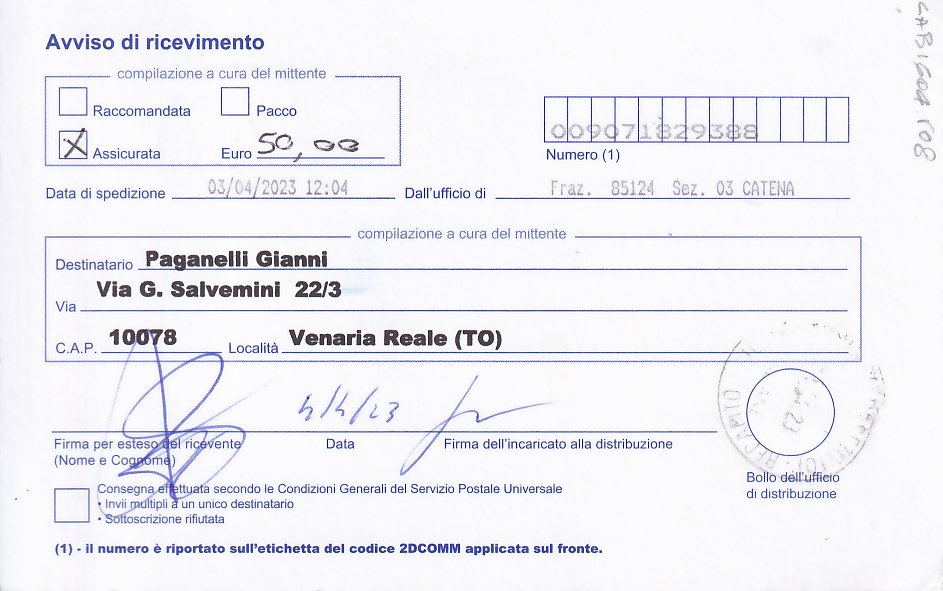 Avviso di ricevimento
compilazione a cura del mittente
Raccomandata Pacco
X Assicurata Euro 50,00
009071829388
Numero (1)
Data di spedizione 03/04/2023 12:04 Dall'ufficio di Fraz. 85124 Sez. 03 CATENA
compilazione a cura del mittente
Destinatario Paganelli Gianni
Via G. Salvemini 22/3
Via
C.A.P. 10078 Località Venaria Reale (TO)
4/4/23
Firma per esteso del ricevente Data Firma dell'incaricato alla distribuzione
(Nome e Cognome)
RECAPITO
Bollo dell'ufficio
di distribuzione
Consegna effettuata secondo le Condizioni Generali del Servizio Postale Universale
• Invii multipli a un unico destinatario
• Sottoscrizione rifiutata
(1) - il numero è riportato sull'etichetta del codice 2DCOMM applicata sul fronte.